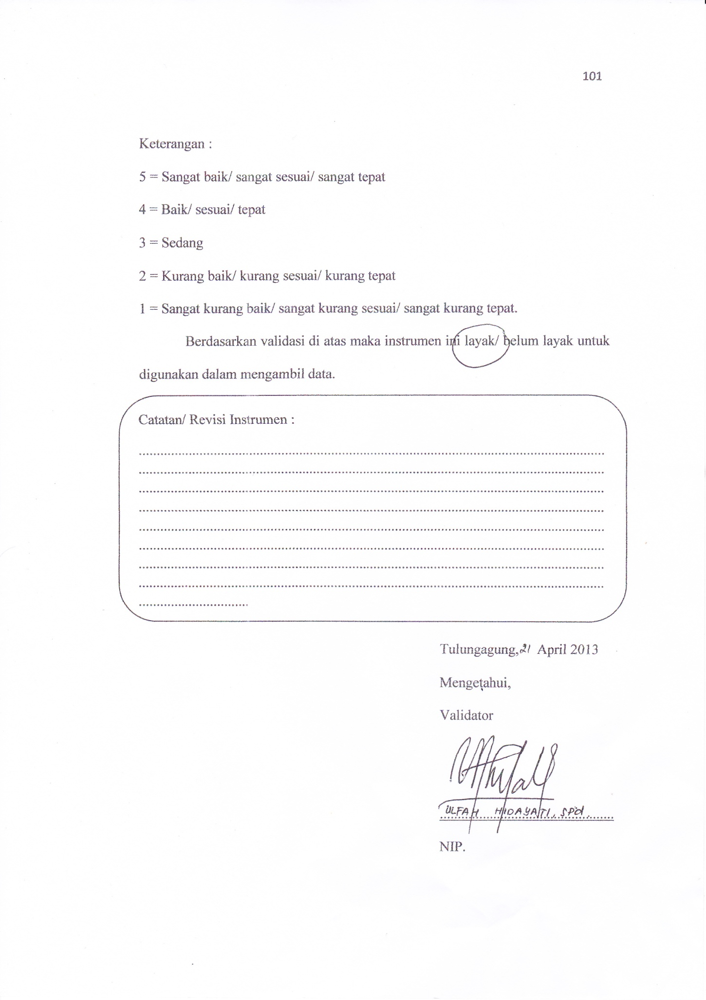 101
Keterangan :
5 = Sangat baik/ sangat sesuai/ sangat tepat
4 = Baik/ sesuai/ tepat
3 = Sedang
2 = Kurang baik/ kurang sesuai/ kurang tepat
1 = Sangat kurang baik/ sangat kurang sesuai/ sangat kurang tepat.
Berdasarkan validasi di atas maka instrumen ini layak/ belum layak untuk
digunakan dalam mengambil data.
Catatan/ Revisi Instrumen :
Tulungagung, 21 April 2013
Mengetahui,
Validator
ULFAH HIDAYATI, SPd.
NIP.